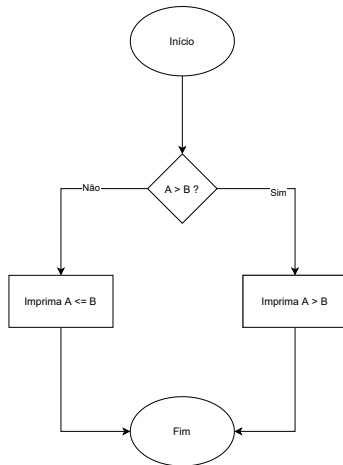 Início
A > B ?
Não
Sim
Imprima A <= B
Imprima A > B
Fim